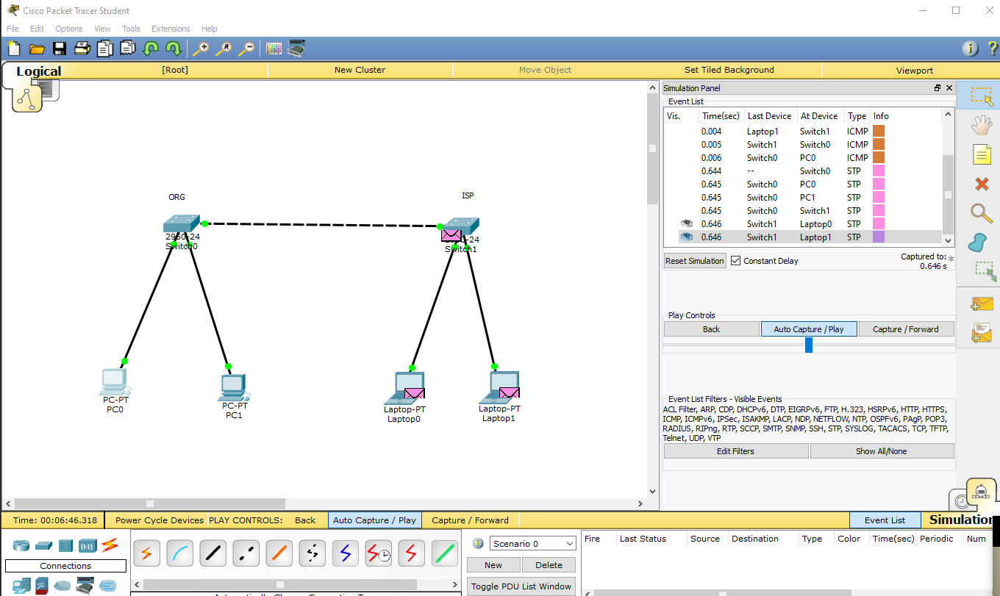 Cisco Packet Tracer Student
File Edit Options View Tools Extensions Help
Logical [Root] New Cluster Move Object Set Tiled Background Viewport
Simulation Panel
Event List
Vis. Time(sec) Last Device At Device Type Info
0.004 Laptop1 Switch1 ICMP
0.005 Switch1 Switch0 ICMP
0.006 Switch0 PC0 ICMP
0.644 -- Switch0 STP
0.645 Switch0 PC0 STP
0.645 Switch0 PC1 STP
0.645 Switch0 Switch1 STP
0.646 Switch1 Laptop0 STP
0.646 Switch1 Laptop1 STP
Reset Simulation Constant Delay Captured to: *
0.646 s
Play Controls
Back Auto Capture / Play Capture / Forward
Event List Filters - Visible Events
ACL Filter, ARP, CDP, DHCPv6, DTP, EIGRPv6, FTP, H.323, HSRPv6, HTTP, HTTPS,
ICMP, ICMPv6, IPSec, ISAKMP, LACP, NDP, NETFLOW, NTP, OSPFv6, PAgP, POP3,
RADIUS, RIPng, RTP, SCCP, SMTP, SNMP, SSH, STP, SYSLOG, TACACS, TCP, TFTP,
Telnet, UDP, VTP
Edit Filters Show All/None
ORG
2950-24
Switch0
ISP
-24
Switch1
PC-PT
PC0
PC-PT
PC1
Laptop-PT
Laptop0
Laptop-PT
Laptop1
Time: 00:06:46.318 Power Cycle Devices PLAY CONTROLS: Back Auto Capture / Play Capture / Forward Event List Simulation
Connections
Scenario 0
New Delete
Toggle PDU List Window
Fire Last Status Source Destination Type Color Time(sec) Periodic Num